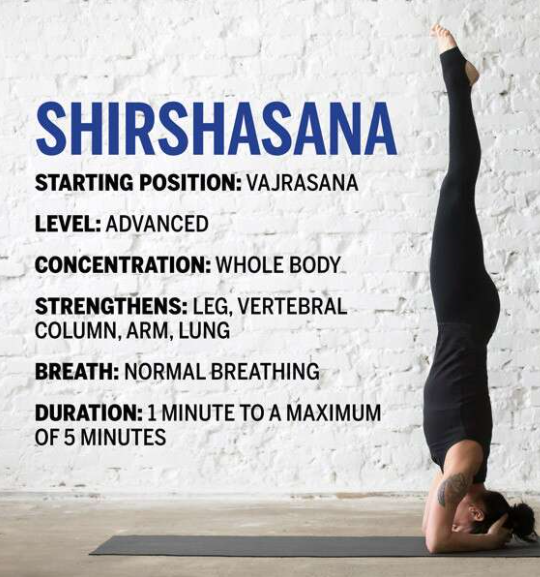 SHIRSHASANA
STARTING POSITION: VAJRASANA
LEVEL: ADVANCED
CONCENTRATION: WHOLE BODY
STRENGTHENS: LEG, VERTEBRAL
COLUMN, ARM, LUNG
BREATH: NORMAL BREATHING
DURATION: 1 MINUTE TO A MAXIMUM
OF 5 MINUTES